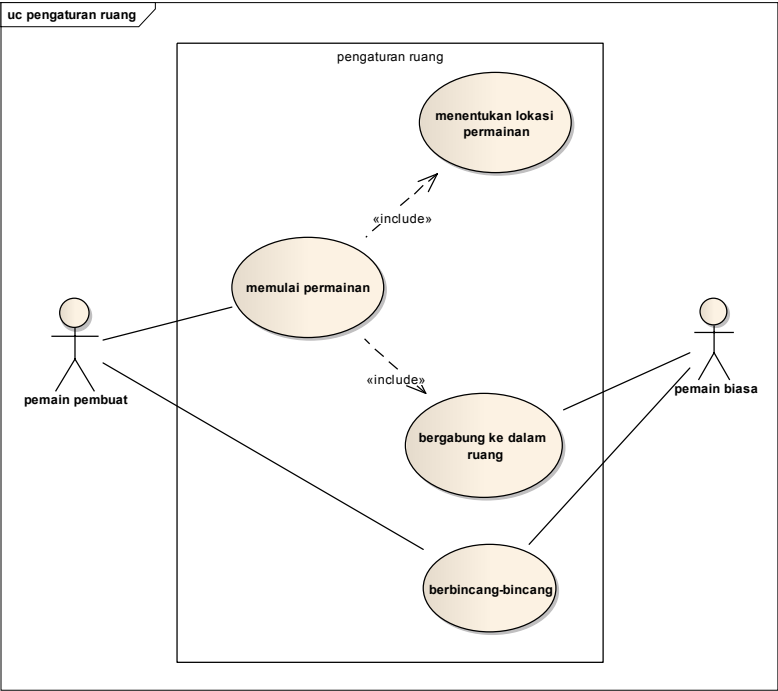 uc pengaturan ruang
pengaturan ruang
menentukan lokasi
permainan
«include»
memulai permainan
«include»
pemain pembuat
pemain biasa
bergabung ke dalam
ruang
berbincang-bincang